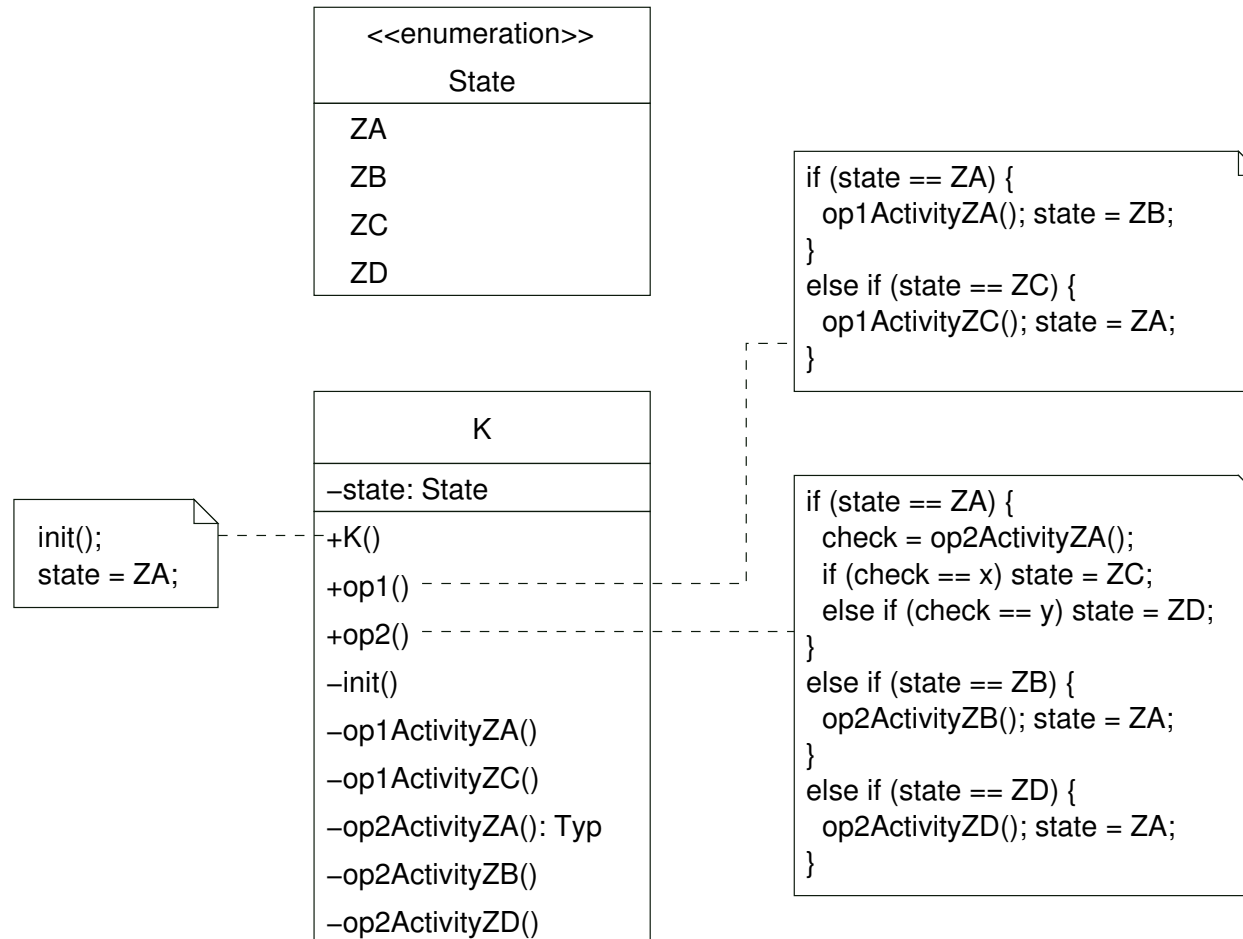 <<enumeration>>
State
ZA
ZB
ZC
ZD
if (state == ZA) {
op1ActivityZA(); state = ZB;
}
else if (state == ZC) {
op1ActivityZC(); state = ZA;
}
K
−state: State
+K()
+op1()
+op2()
−init()
−op1ActivityZA()
−op1ActivityZC()
−op2ActivityZA(): Typ
−op2ActivityZB()
−op2ActivityZD()
init();
state = ZA;
if (state == ZA) {
check = op2ActivityZA();
if (check == x) state = ZC;
else if (check == y) state = ZD;
}
else if (state == ZB) {
op2ActivityZB(); state = ZA;
}
else if (state == ZD) {
op2ActivityZD(); state = ZA;
}